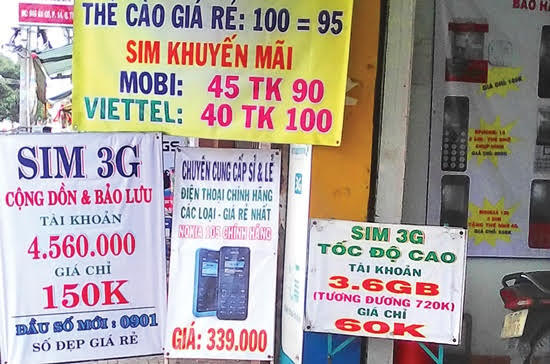 THẺ CÀO GIÁ RẺ: 100 = 95
SIM KHUYẾN MÃI
MOBI: 45 TK 90
VIETTEL: 40 TK 100
SIM 3G
CỘNG DỒN & BẢO LƯU
TÀI KHOẢN
4.560.000
GIÁ CHỈ
150K
ĐẦU SỐ MỚI : 0901
SỐ ĐẸP GIÁ RẺ
CHUYÊN CUNG CẤP SỈ & LẺ
ĐIỆN THOẠI CHÍNH HÃNG
CÁC LOẠI - GIÁ RẺ NHẤT
NOKIA 105 CHÍNH HÃNG
GIÁ: 339.000
SIM 3G
TỐC ĐỘ CAO
TÀI KHOẢN
3.6GB
(TƯƠNG ĐƯƠNG 720K)
GIÁ CHỈ
60K
BẢO HÀ